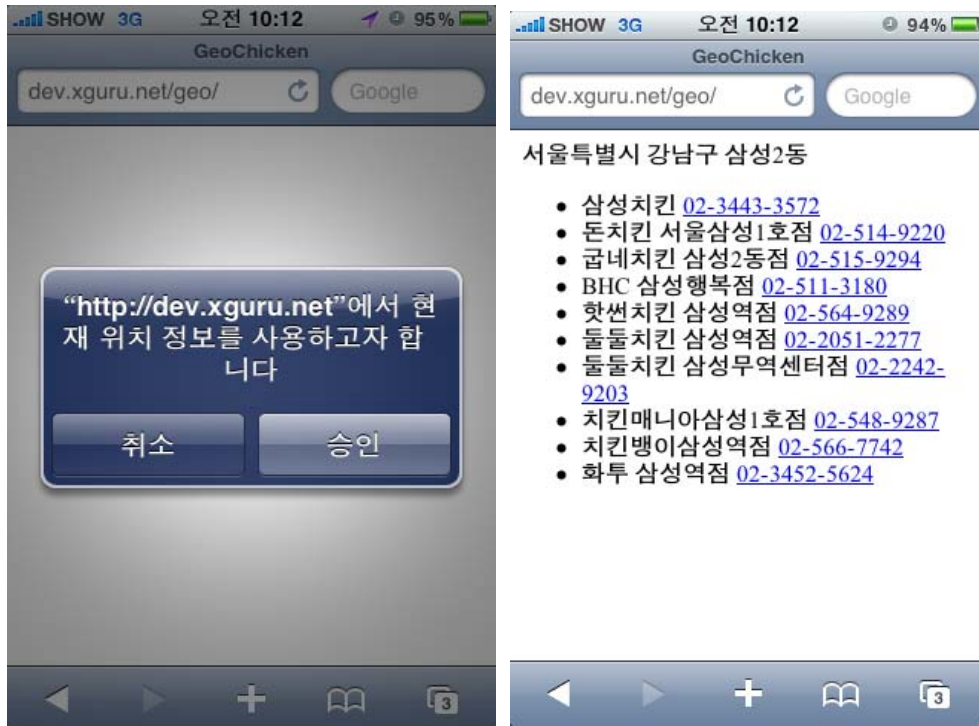 SHOW 3G 오전 10:12 95%
GeoChicken
dev.xguru.net/geo/ Google
“http://dev.xguru.net”에서 현
재 위치 정보를 사용하고자 합
니다
취소 승인
3
SHOW 3G 오전 10:12 94%
GeoChicken
dev.xguru.net/geo/ Google
서울특별시 강남구 삼성2동
• 삼성치킨 02-3443-3572
• 돈치킨 서울삼성1호점 02-514-9220
• 굽네치킨 삼성2동점 02-515-9294
• BHC 삼성행복점 02-511-3180
• 핫썬치킨 삼성역점 02-564-9289
• 둘둘치킨 삼성역점 02-2051-2277
• 둘둘치킨 삼성무역센터점 02-2242-
9203
• 치킨매니아삼성1호점 02-548-9287
• 치킨뱅이삼성역점 02-566-7742
• 화투 삼성역점 02-3452-5624
3